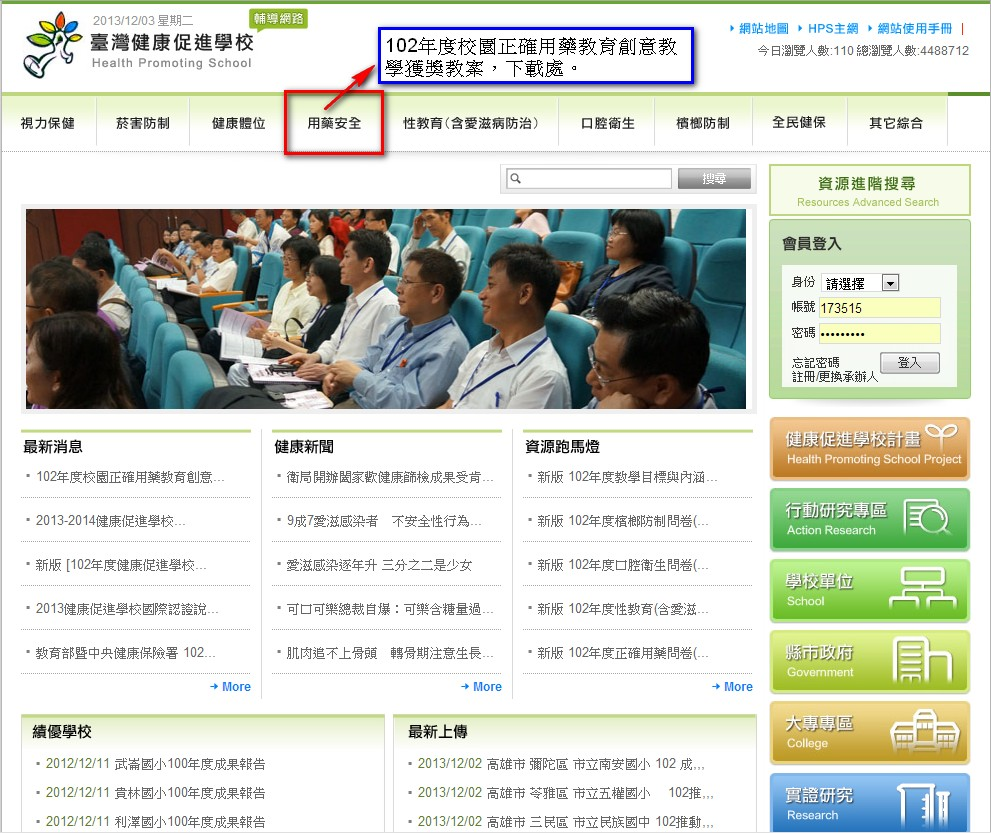 2013/12/03 星期二
輔導網路
臺灣健康促進學校
Health Promoting School
102年度校園正確用藥教育創意教
學獲獎教案，下載處。
網站地圖 HPS主網 網站使用手冊 |
今日瀏覽人數:110 總瀏覽人數:4488712
視力保健 菸害防制 健康體位 用藥安全 性教育(含愛滋病防治) 口腔衛生 檳榔防制 全民健保 其它綜合
搜尋
資源進階搜尋
Resources Advanced Search
會員登入
身份 請選擇
帳號 173515
密碼 •••••••••
忘記密碼
註冊/更換承辦人
登入
最新消息
102年度校園正確用藥教育創意...
2013-2014健康促進學校...
新版 [102年度健康促進學校...
2013健康促進學校國際認證說...
教育部暨中央健康保險署 102...
More
健康新聞
衛局開辦闔家歡健康篩檢成果受肯...
9成7愛滋感染者 不安全性行為...
愛滋感染逐年升 三分之二是少女
可口可樂總裁自爆：可樂含糖量過...
肌肉追不上骨頭 轉骨期注意生長...
More
資源跑馬燈
新版 102年度教學目標與內涵...
新版 102年度檳榔防制問卷(...
新版 102年度口腔衛生問卷(...
新版 102年度性教育(含愛滋...
新版 102年度正確用藥問卷(...
More
健康促進學校計畫
Health Promoting School Project
行動研究專區
Action Research
學校單位
School
縣市政府
Government
大專專區
College
實證研究
Research
績優學校
2012/12/11 武崙國小100年度成果報告
2012/12/11 貴林國小100年度成果報告
2012/12/11 利澤國小100年度成果報告
最新上傳
2013/12/02 高雄市 彌陀區 市立南安國小 102 成,,,
2013/12/02 高雄市 苓雅區 市立五權國小 102推,,,
2013/12/02 高雄市 三民區 市立民族國中 102推動,,,